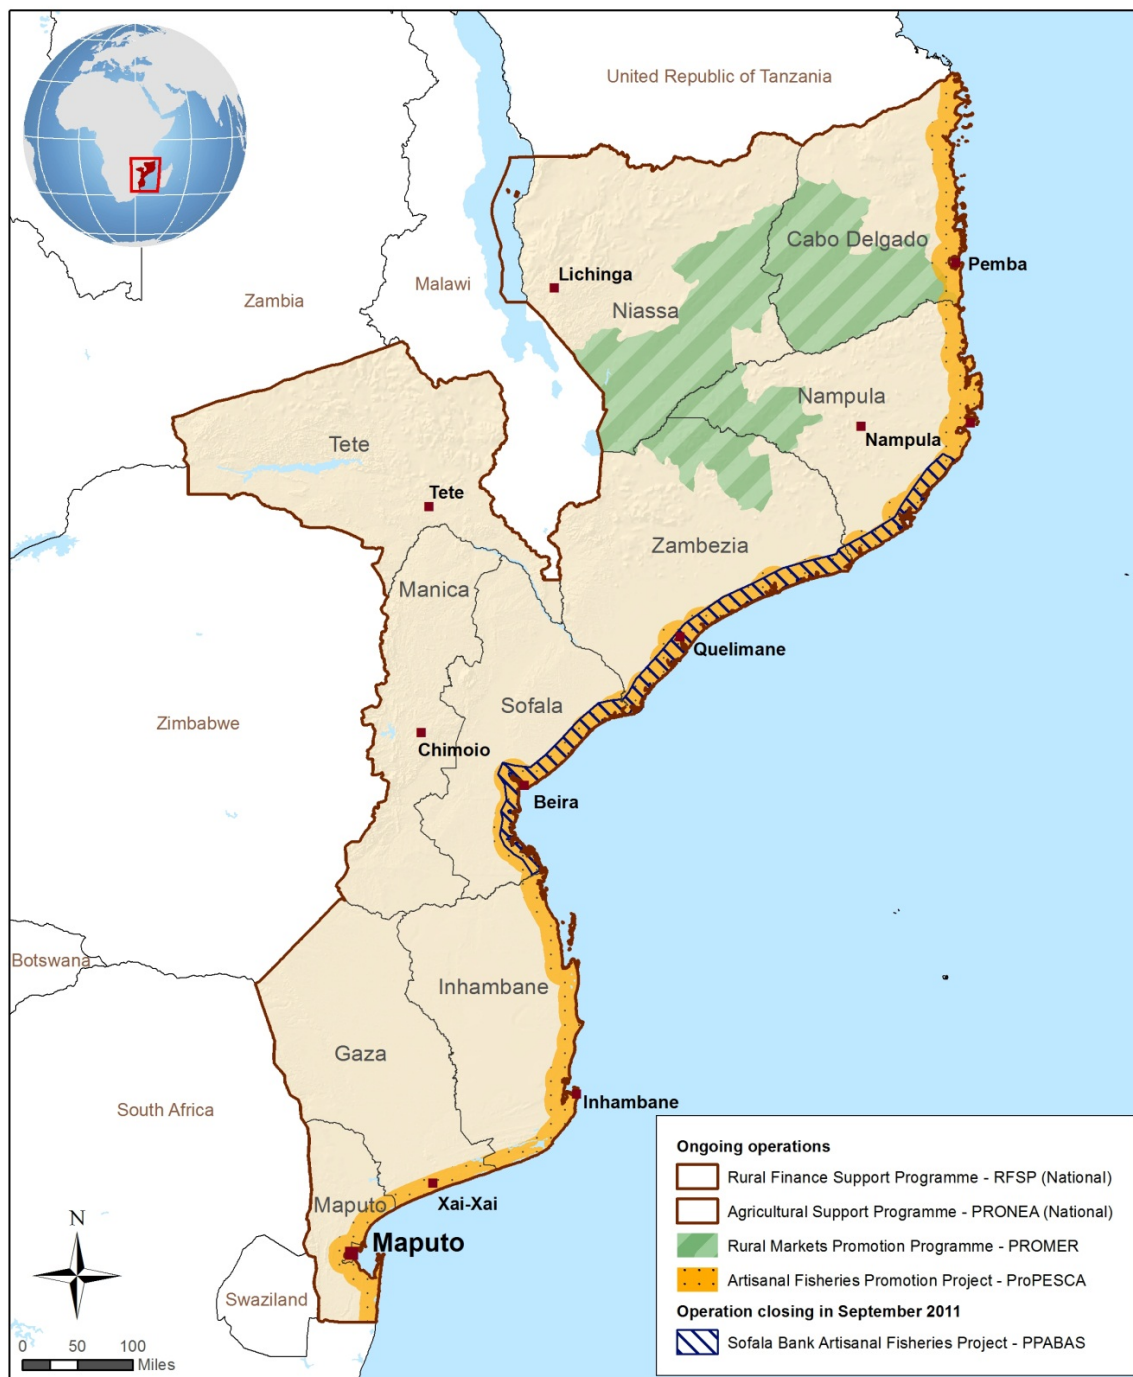 United Republic of Tanzania
Cabo Delgado
Pemba
Lichinga
Malawi
Zambia
Niassa
Nampula
Nampula
Tete
Tete
Zambezia
Manica
Quelimane
Sofala
Zimbabwe
Chimoio
Beira
Botswana
Inhambane
Gaza
Inhambane
South Africa
Maputo
Xai-Xai
Maputo
N
Swaziland
0 50 100
Miles
Ongoing operations
Rural Finance Support Programme - RFSP (National)
Agricultural Support Programme - PRONEA (National)
Rural Markets Promotion Programme - PROMER
Artisanal Fisheries Promotion Project - ProPESCA
Operation closing in September 2011
Sofala Bank Artisanal Fisheries Project - PPABAS